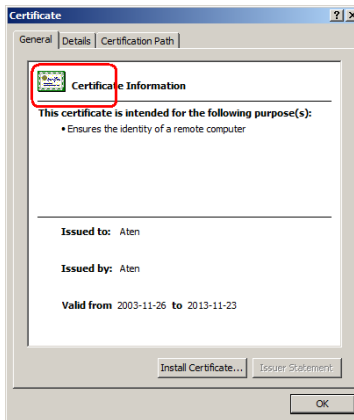 Certificate
General Details Certification Path
Certificate Information
This certificate is intended for the following purpose(s):
• Ensures the identity of a remote computer
Issued to: Aten
Issued by: Aten
Valid from 2003-11-26 to 2013-11-23
Install Certificate... Issuer Statement
OK